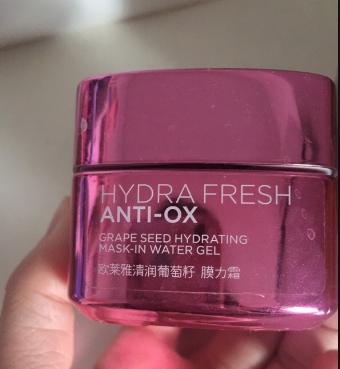 HYDRA FRESH
ANTI-OX
GRAPE SEED HYDRATING
MASK-IN WATER GEL
欧莱雅清润葡萄籽 膜力霜